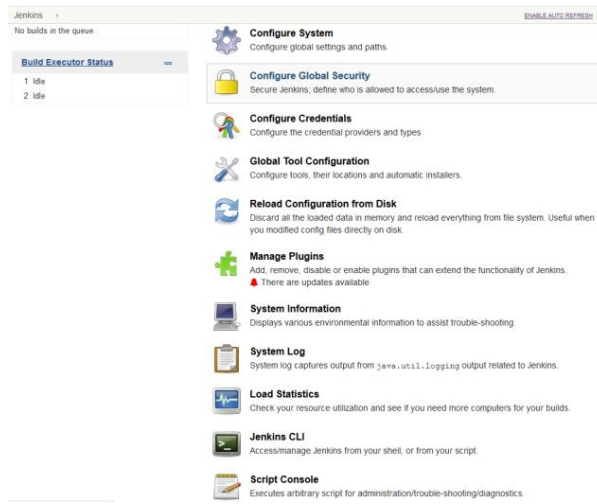 Jenkins
ENABLE AUTO REFRESH
No builds in the queue.
Build Executor Status
1 Idle
2 Idle
Configure System
Configure global settings and paths.
Configure Global Security
Secure Jenkins; define who is allowed to access/use the system.
Configure Credentials
Configure the credential providers and types
Global Tool Configuration
Configure tools, their locations and automatic installers.
Reload Configuration from Disk
Discard all the loaded data in memory and reload everything from file system. Useful when
you modified config files directly on disk.
Manage Plugins
Add, remove, disable or enable plugins that can extend the functionality of Jenkins.
There are updates available
System Information
Displays various environmental information to assist trouble-shooting.
System Log
System log captures output from java.util.logging output related to Jenkins.
Load Statistics
Check your resource utilization and see if you need more computers for your builds.
Jenkins CLI
Access/manage Jenkins from your shell, or from your script.
Script Console
Executes arbitrary script for administration/trouble-shooting/diagnostics.